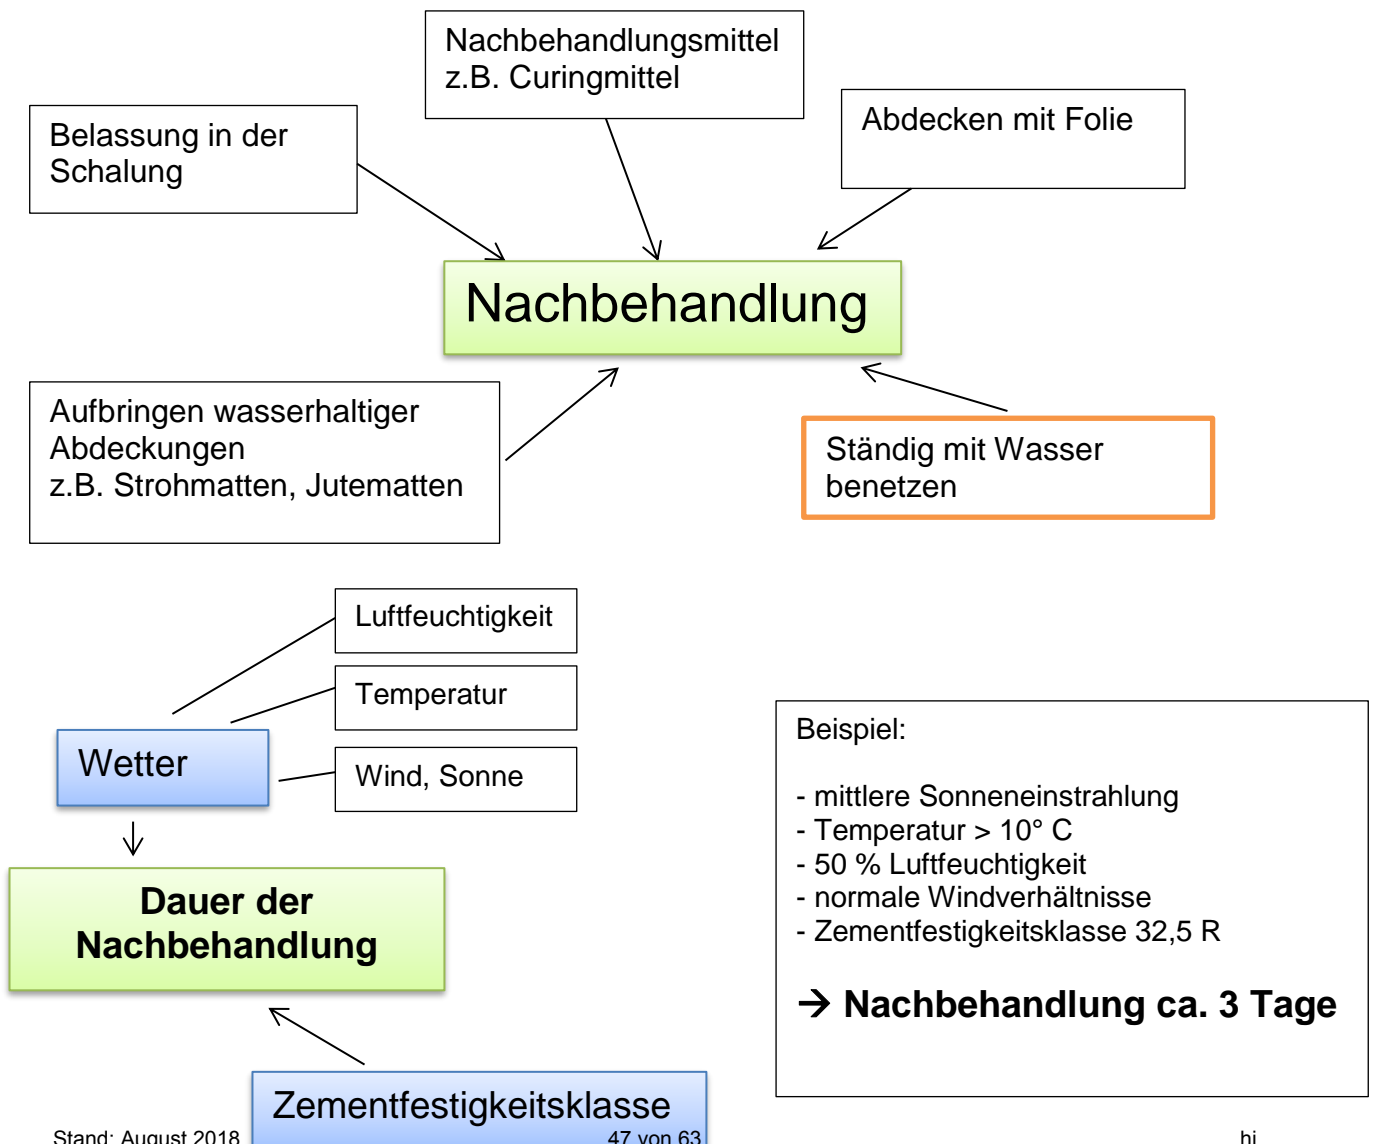 Nachbehandlungsmittel
z.B. Curingmittel
Belassung in der
Schalung
Abdecken mit Folie
Nachbehandlung
Aufbringen wasserhaltiger
Abdeckungen
z.B. Strohmatten, Jutematten
Ständig mit Wasser
benetzen
Luftfeuchtigkeit
Temperatur
Wetter
Wind, Sonne
Dauer der
Nachbehandlung
Zementfestigkeitsklasse
Beispiel:
- mittlere Sonneneinstrahlung
- Temperatur > 10° C
- 50 % Luftfeuchtigkeit
- normale Windverhältnisse
- Zementfestigkeitsklasse 32,5 R
→ Nachbehandlung ca. 3 Tage
Stand: August 2018
47 von 63
hi